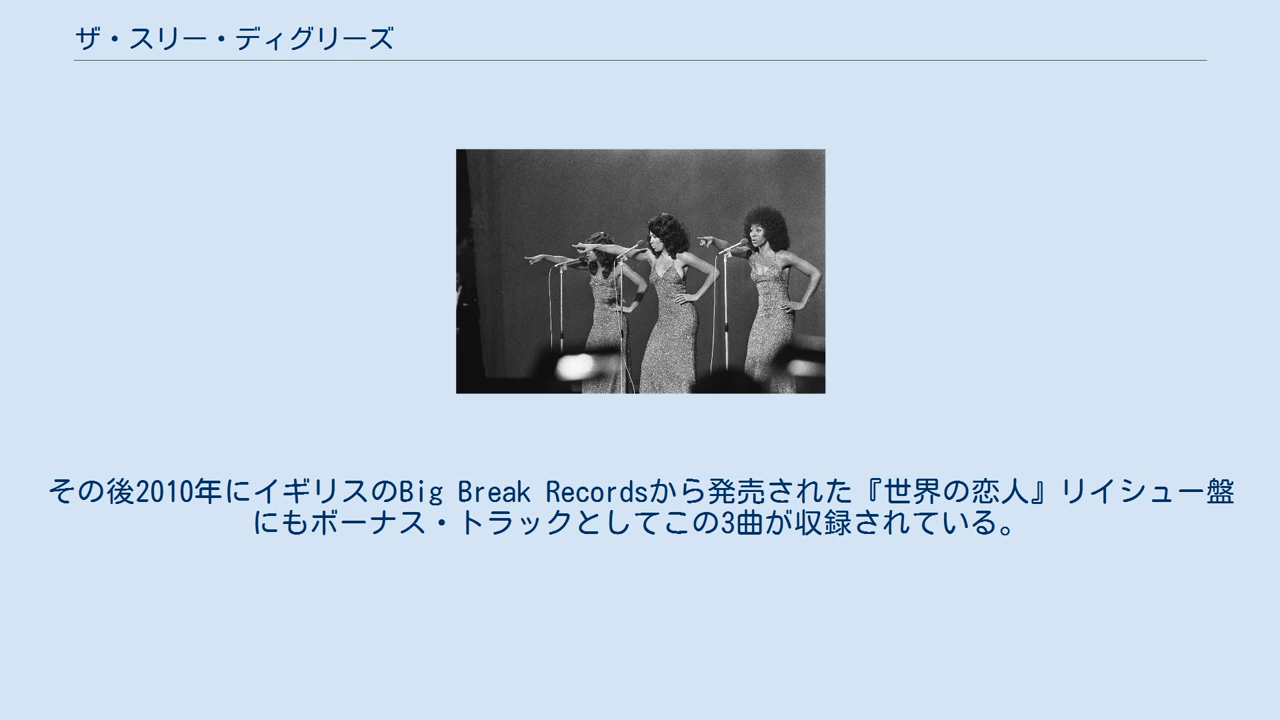 ザ・スリー・ディグリーズ
その後2010年にイギリスのBig Break Recordsから発売された『世界の恋人』リイシュー盤
にもボーナス・トラックとしてこの3曲が収録されている。